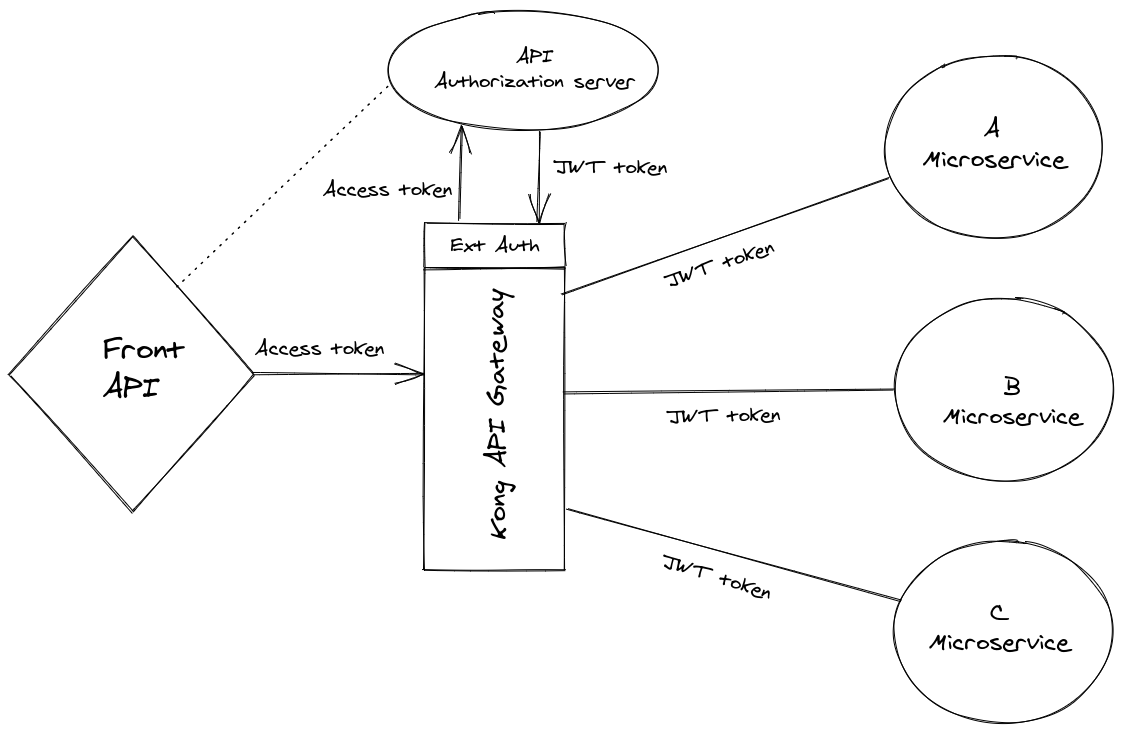 API
Authorization server
A
Microservice
Access token
JWT token
Ext Auth
JWT token
Front
API
Access token
Kong API Gateway
B
Microservice
JWT token
JWT token
C
Microservice